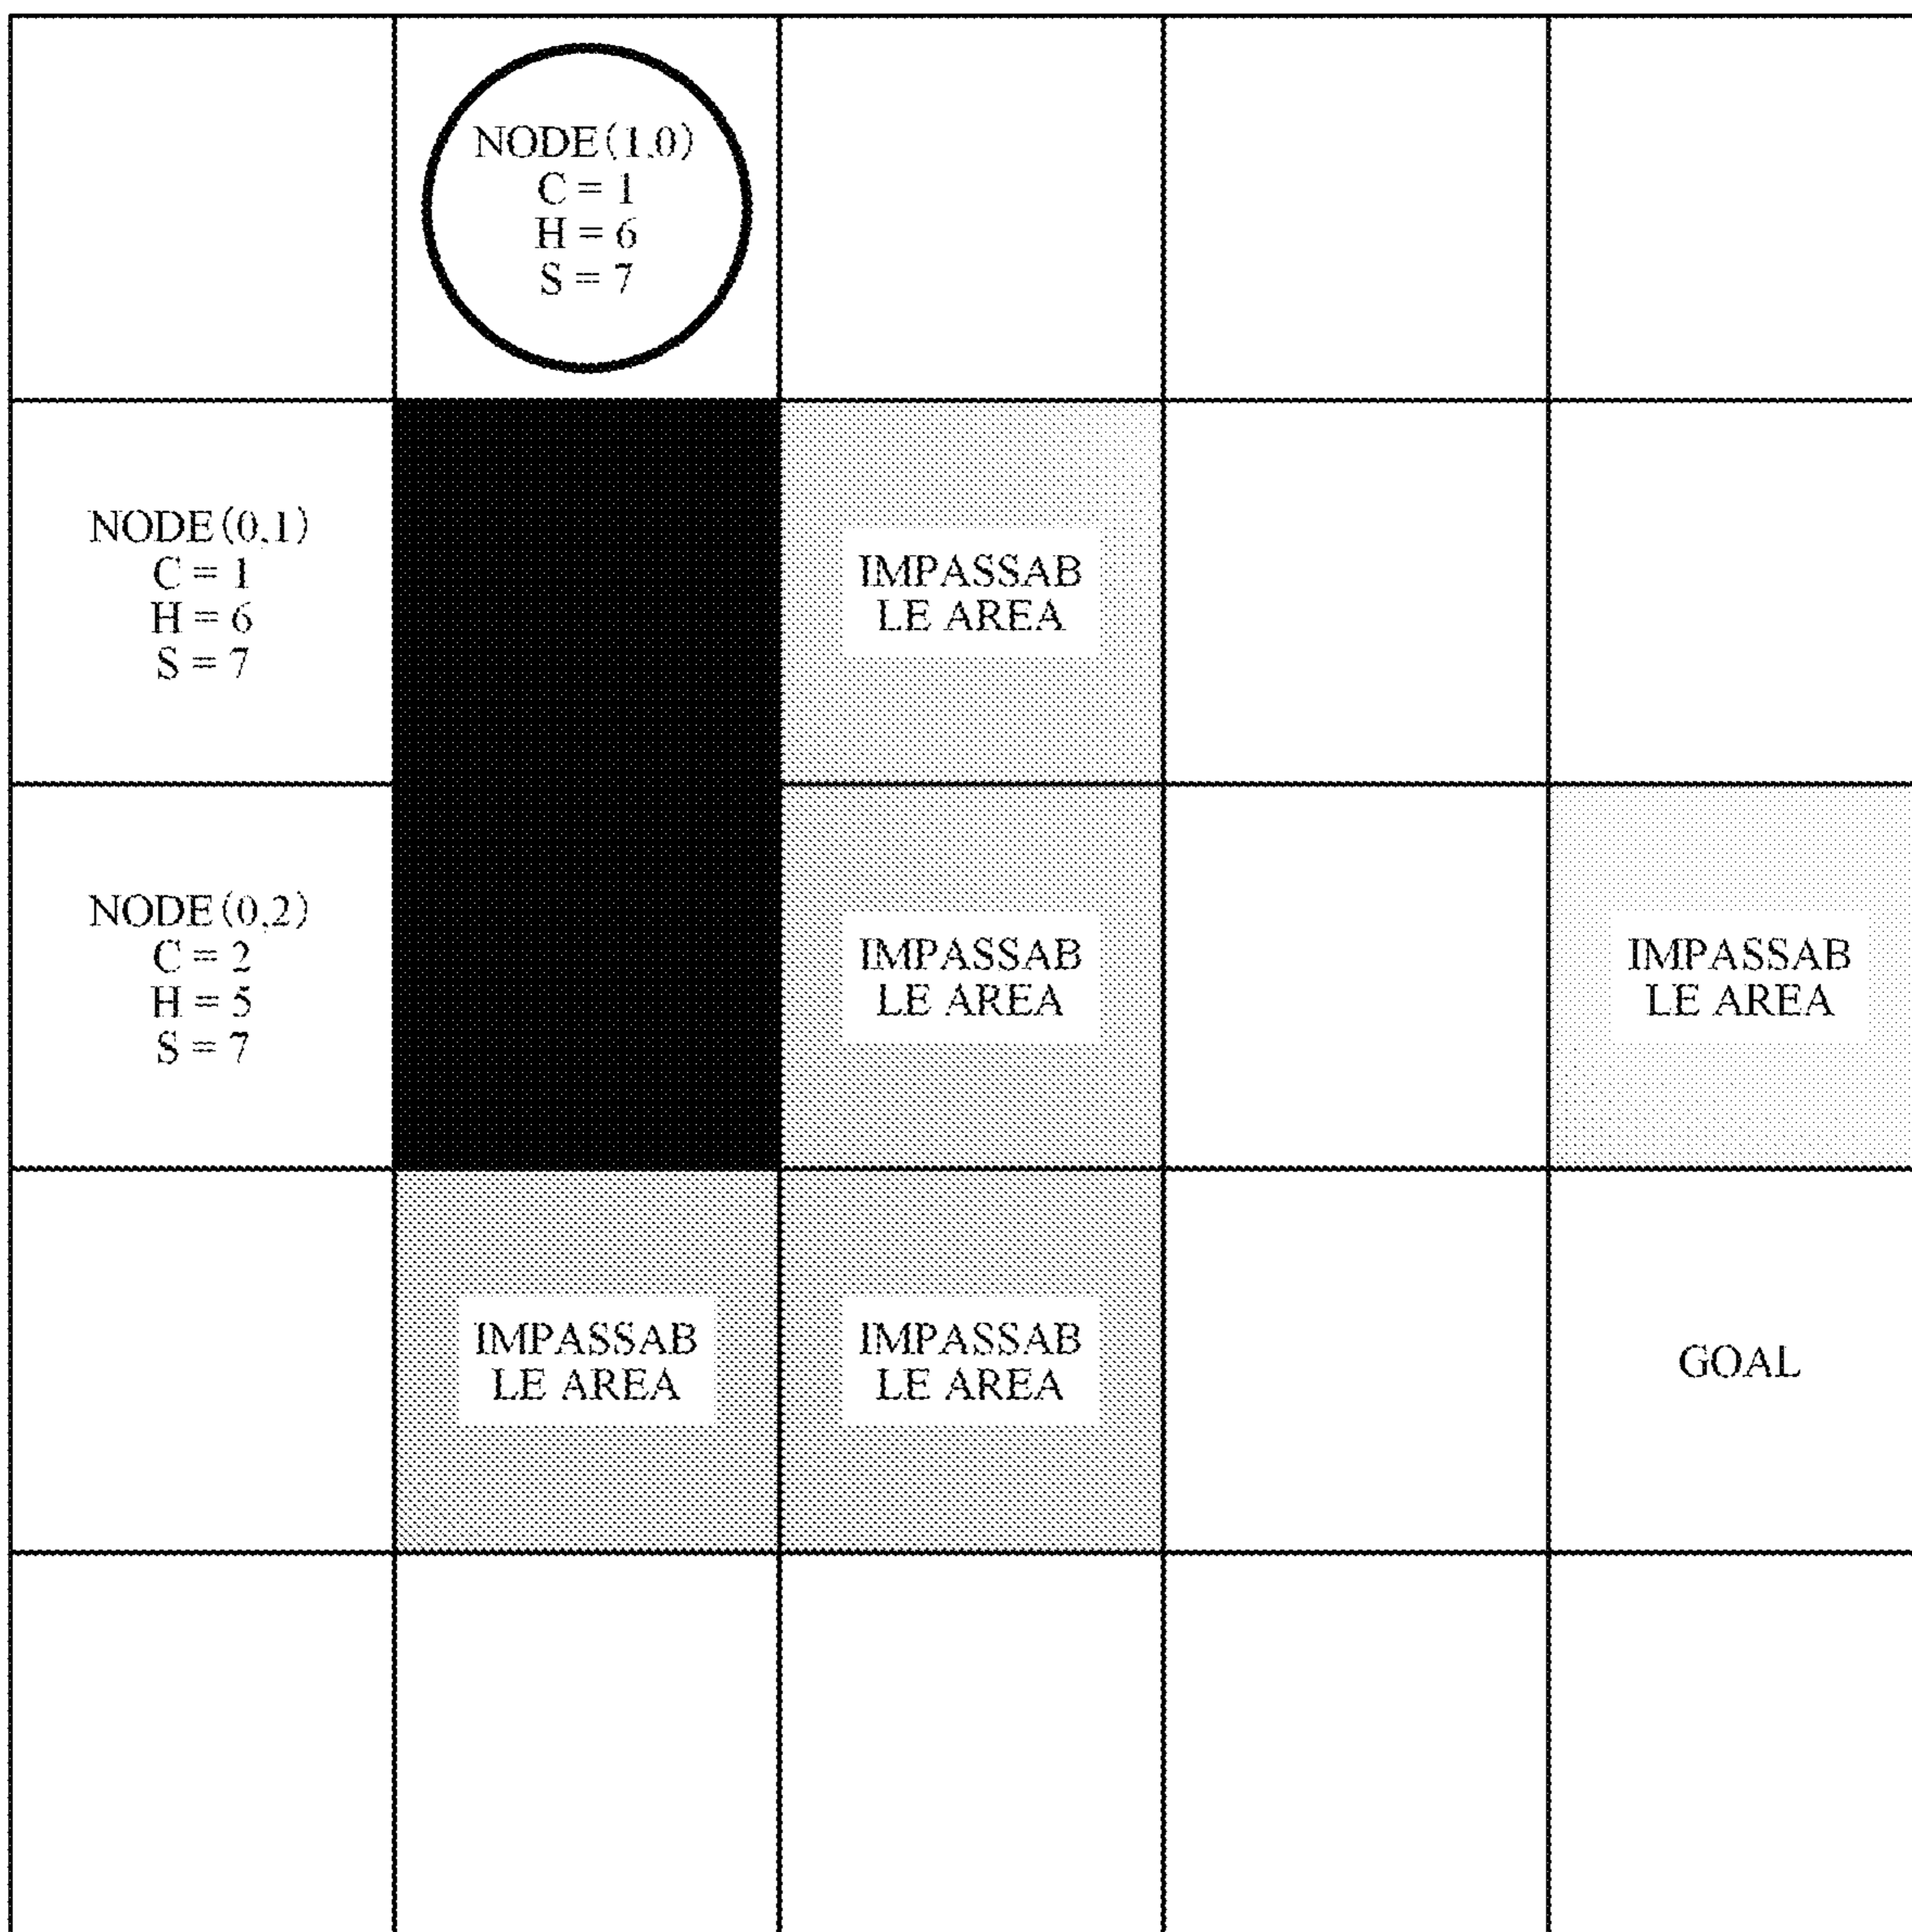 NODE(1,0)
C = 1
H = 6
S = 7
NODE(0,1)
C = 1
H = 6
S = 7
IMPASSAB
LE AREA
NODE(0,2)
C = 2
H = 5
S = 7
IMPASSAB
LE AREA
IMPASSAB
LE AREA
IMPASSAB
LE AREA
IMPASSAB
LE AREA
GOAL